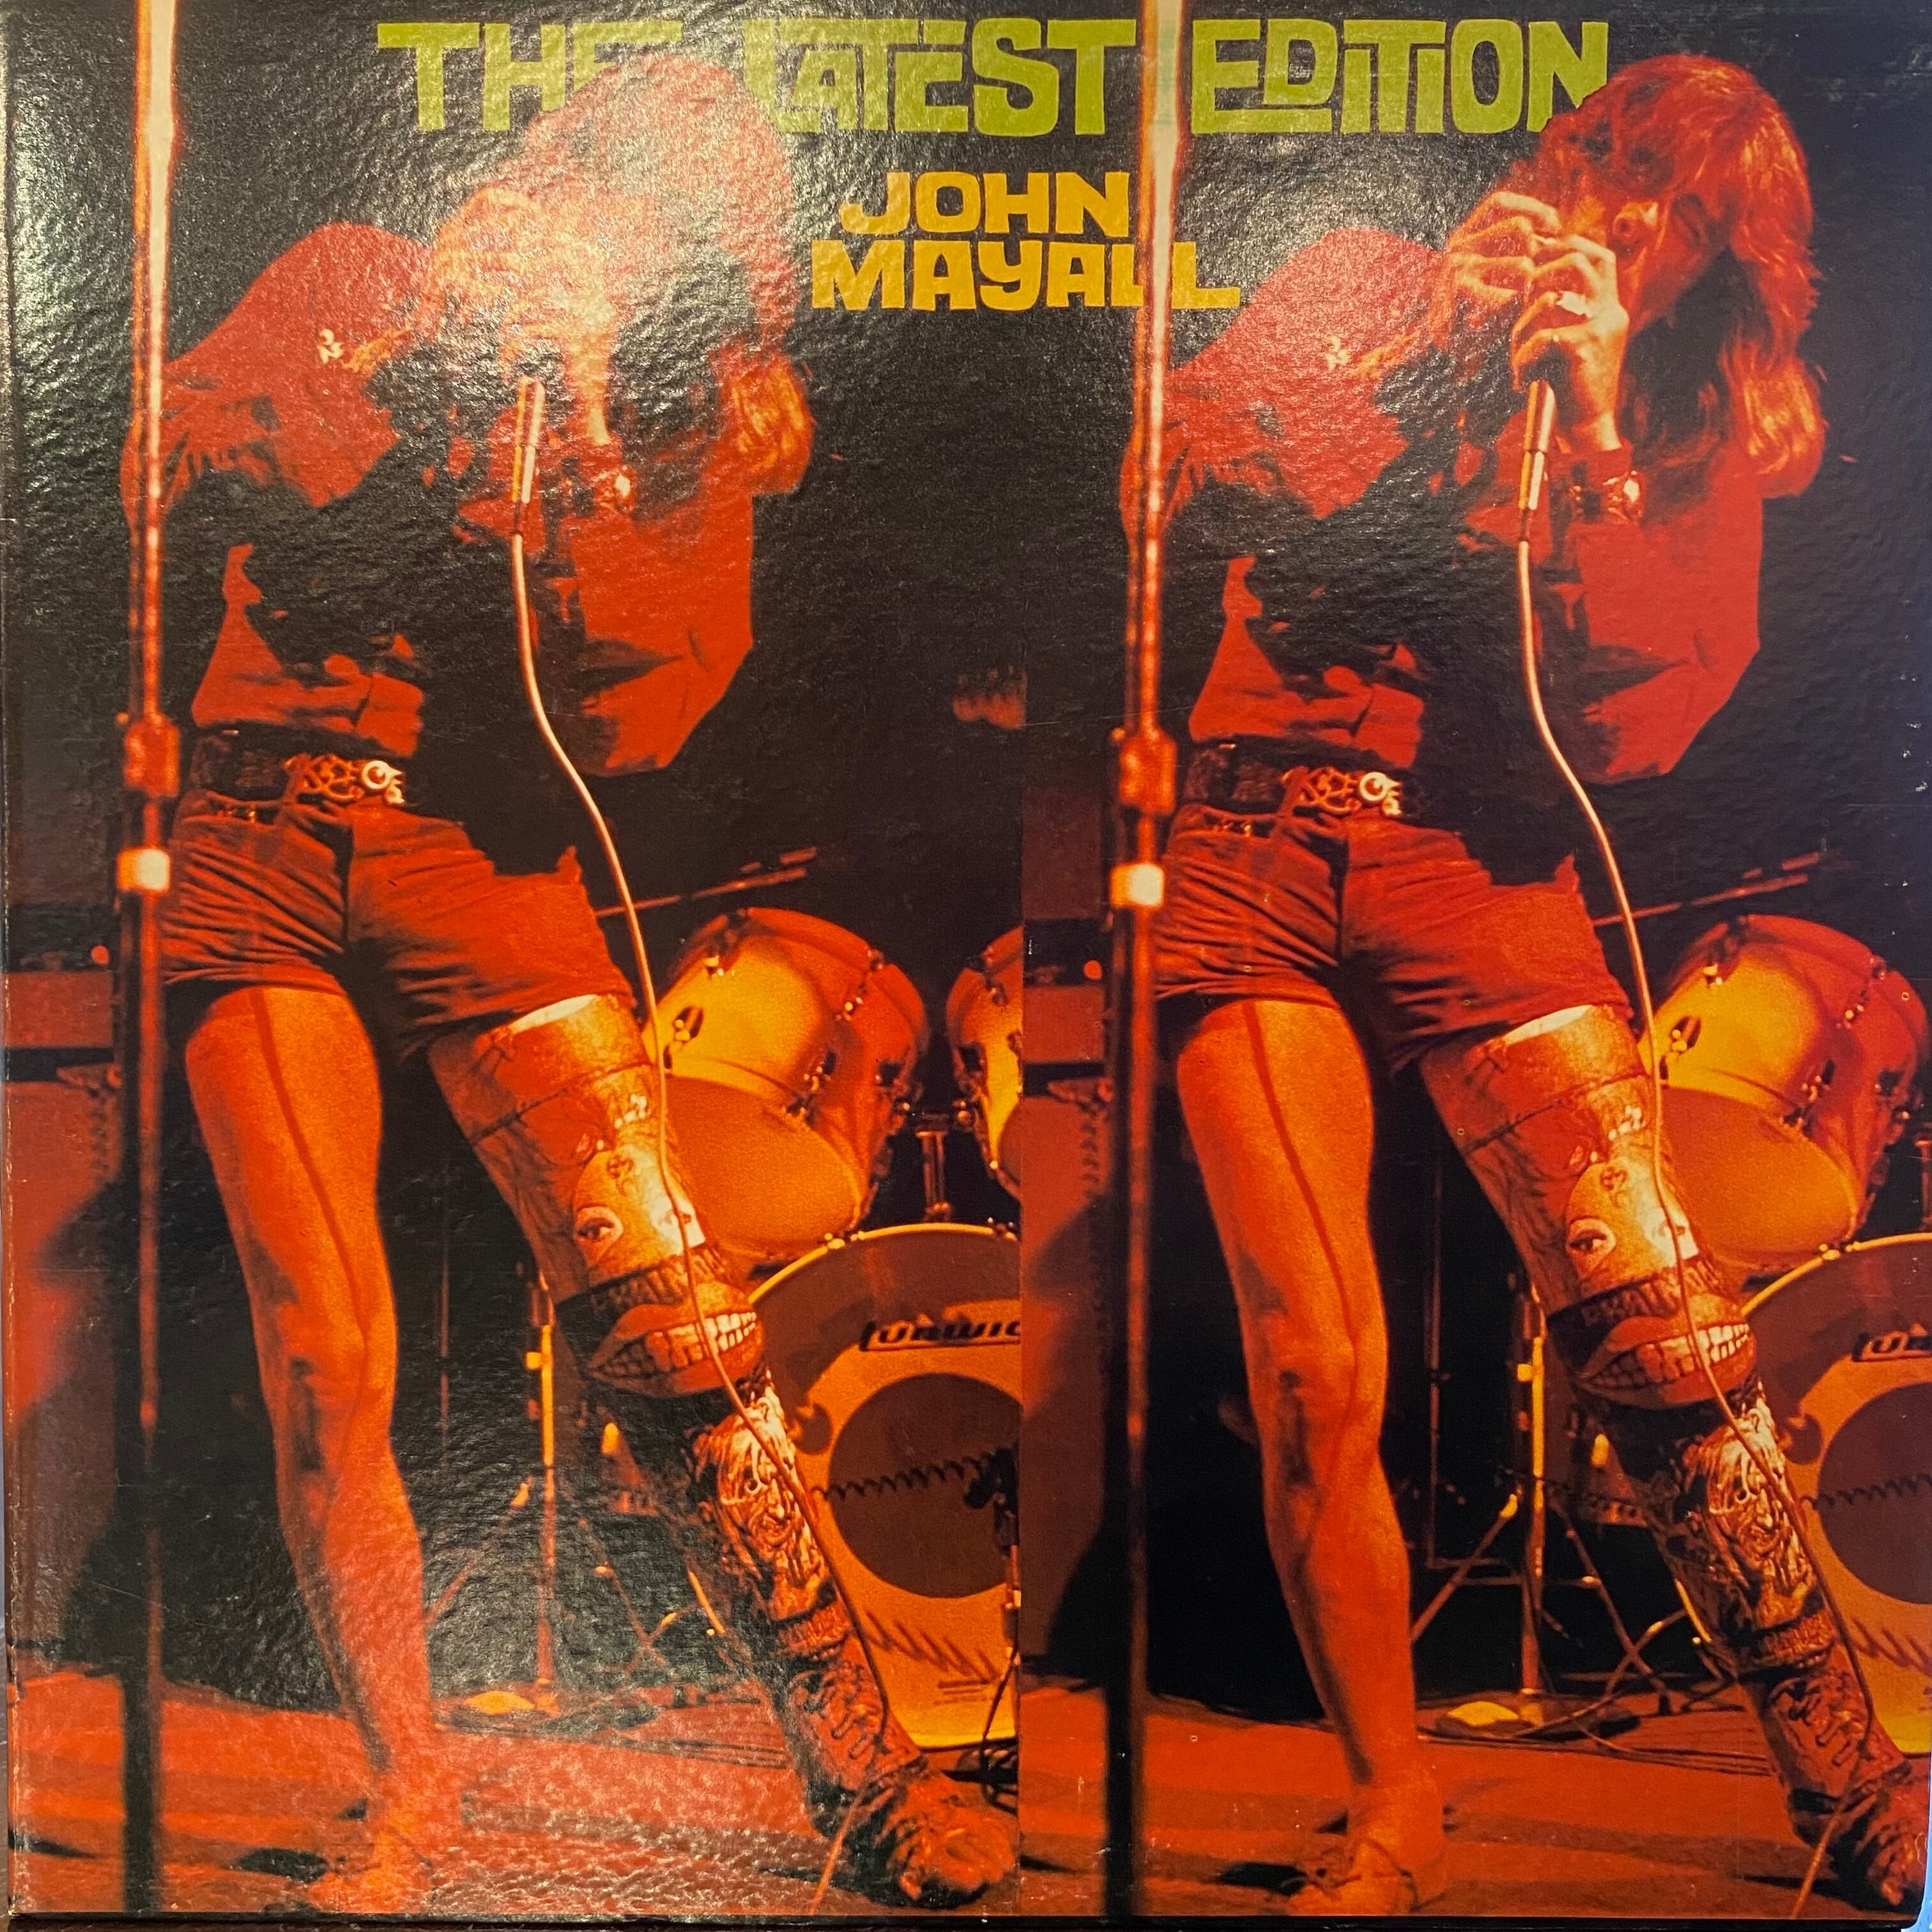 THE LATEST EDITION
JOHN
MAYALL